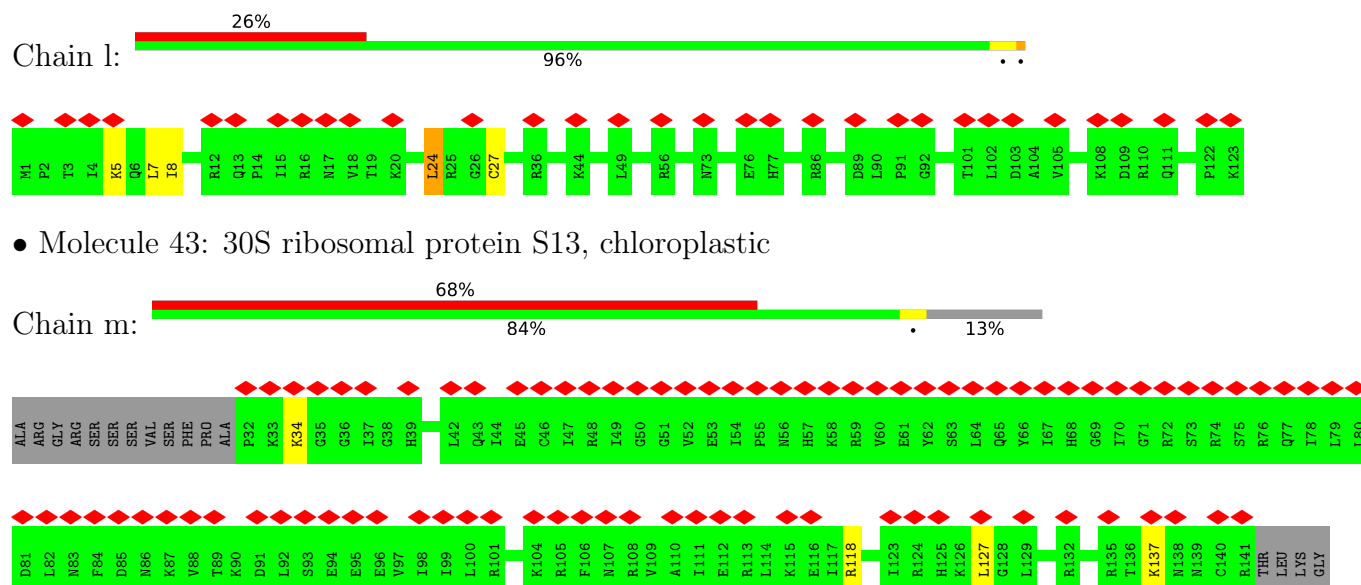 26%
Chain l:
96%
• •
M1 P2 T3 I4 K5 Q6 L7 I8 R12 Q13 P14 I15 R16 N17 V18 T19 K20 L24 R25 G26 C27 R36 K44 L49 R56 N73 E76 H77 R86 D89 L90 P91 G92 T101 L102 D103 A104 V105 K108 D109 R110 Q111 P122 K123
• Molecule 43: 30S ribosomal protein S13, chloroplastic
68%
Chain m:
84% • 13%
ALA ARG GLY ARG SER SER SER VAL SER PHE PRO ALA P32 K33 K34 G35 G36 I37 G38 H39 L42 Q43 I44 E45 C46 I47 R48 I49 G50 G51 V52 E53 I54 P55 N56 H57 K58 R59 V60 E61 Y62 S63 L64 Q65 Y66 I67 H68 G69 I70 G71 R72 S73 R74 S75 R76 Q77 I78 L79 L80
D81 L82 N83 F84 D85 N86 K87 V88 T89 K90 D91 L92 S93 E94 E95 E96 V97 I98 I99 L100 R101 K104 R105 F106 N107 R108 V109 A110 I111 E112 R113 L114 K115 E116 I117 R118 I123 R124 H125 K126 L127 G128 L129 R132 R135 T136 K137 N138 N139 C140 R141 THR LEU LYS GLY